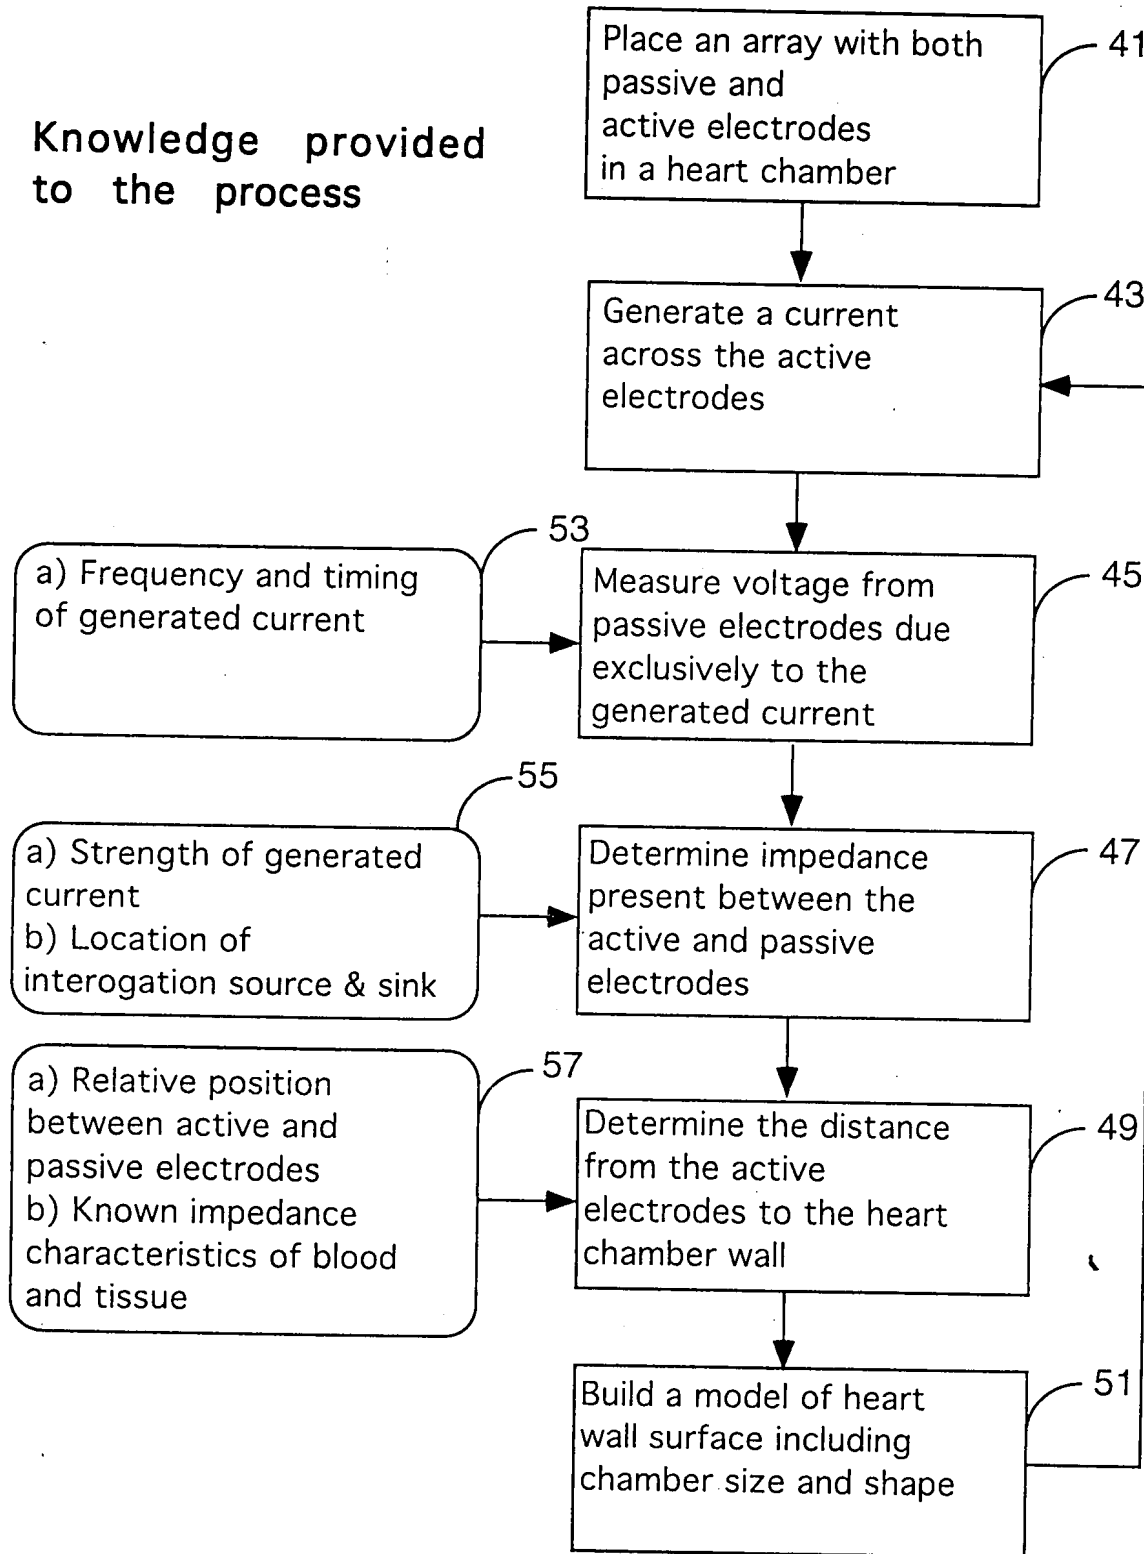 Knowledge provided
to the process
Place an array with both
passive and
active electrodes
in a heart chamber
41
Generate a current
across the active
electrodes
43
a) Frequency and timing
of generated current
53
Measure voltage from
passive electrodes due
exclusively to the
generated current
45
a) Strength of generated
current
b) Location of
interogation source & sink
55
Determine impedance
present between the
active and passive
electrodes
47
a) Relative position
between active and
passive electrodes
b) Known impedance
characteristics of blood
and tissue
57
Determine the distance
from the active
electrodes to the heart
chamber wall
49
Build a model of heart
wall surface including
chamber size and shape
51